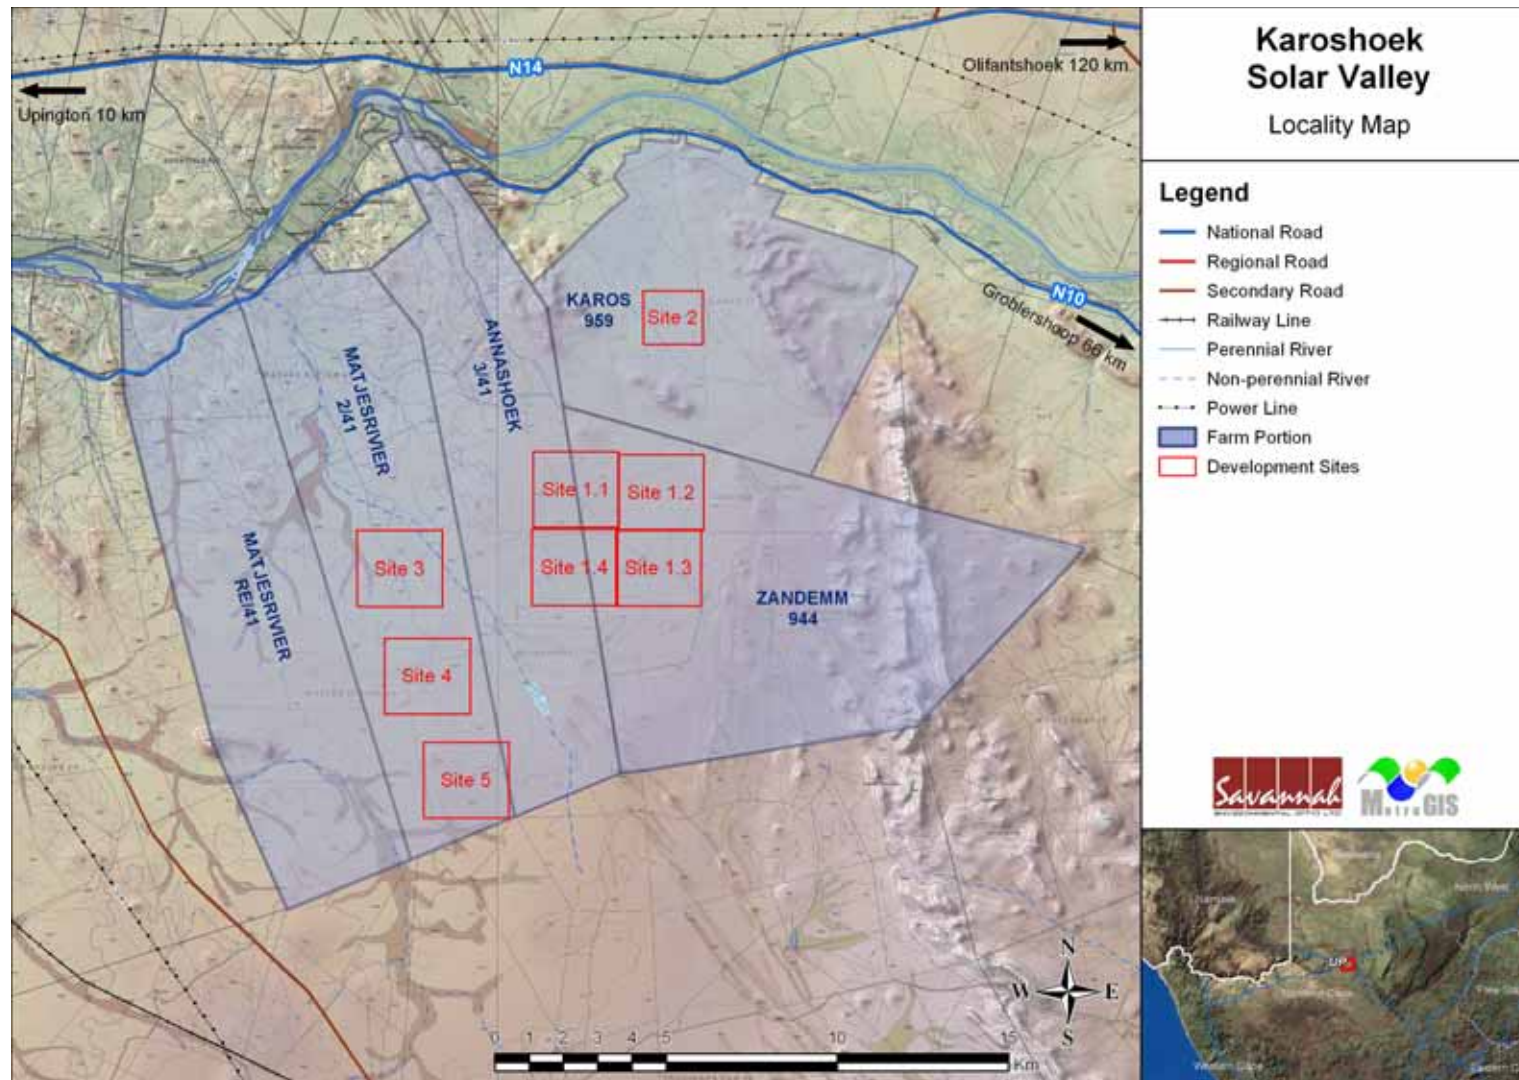 Karoshoek
Solar Valley
Locality Map
Legend
National Road
Regional Road
Secondary Road
Railway Line
Perennial River
Non-perennial River
Power Line
Farm Portion
Development Sites
N14
Olifantshoek 120 km
Upington 10 km
N10
Groblershoop 66 km
KAROS
959
Site 2
ANNASHOEK
3/41
MATJESRIVIER
2/41
MATJESRIVIER
RE/41
Site 1.1
Site 1.2
Site 1.4
Site 1.3
Site 3
Site 4
Site 5
ZANDEMM
944
N
W
E
S
0 1 2 3 4 5 10 15
Km
Savannah
MetroGIS
North West